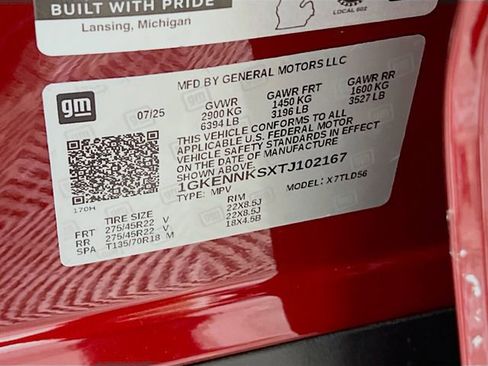 BUILT WITH PRIDE
Lansing, Michigan
LOCAL 602
MFD BY GENERAL MOTORS LLC
gm
07/25
GVWR GAWR FRT GAWR RR
2900 KG 1450 KG 1600 KG
6394 LB 3196 LB 3527 LB
THIS VEHICLE CONFORMS TO ALL
APPLICABLE U.S. FEDERAL MOTOR
VEHICLE SAFETY STANDARDS IN EFFECT
ON THE DATE OF MANUFACTURE
SHOWN ABOVE.
1GKENNKSXTJ102167
TYPE: MPV MODEL: X7TLD56
170H
TIRE SIZE RIM
FRT 275/45R22 V 22X8.5J
RR 275/45R22 V 22X8.5J
SPA T135/70R18 M 18X4.5B